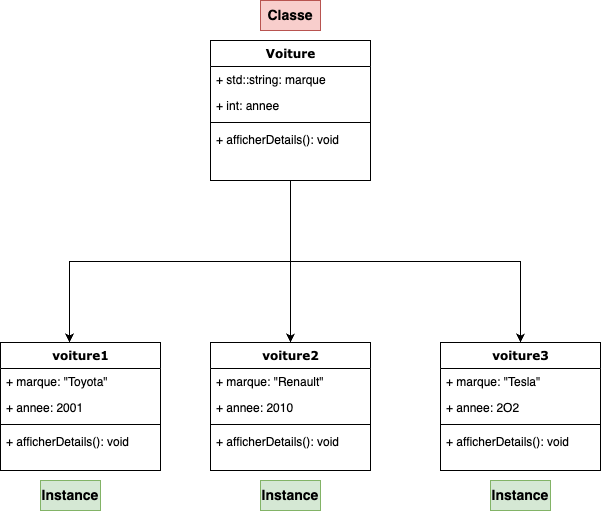 Classe
Voiture
+ std::string: marque
+ int: annee
+ afficherDetails(): void
voiture1
+ marque: "Toyota"
+ annee: 2001
+ afficherDetails(): void
Instance
voiture2
+ marque: "Renault"
+ annee: 2010
+ afficherDetails(): void
Instance
voiture3
+ marque: "Tesla"
+ annee: 2O2
+ afficherDetails(): void
Instance